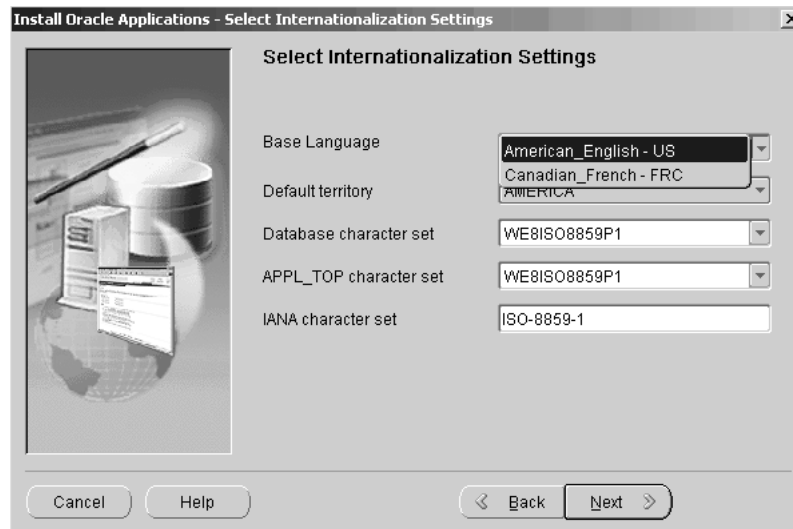 Install Oracle Applications - Select Internationalization Settings
Select Internationalization Settings
Base Language
American_English - US
Canadian_French - FRC
Default territory AMERICA
Database character set WE8ISO8859P1
APPL_TOP character set WE8ISO8859P1
IANA character set ISO-8859-1
Cancel Help Back Next